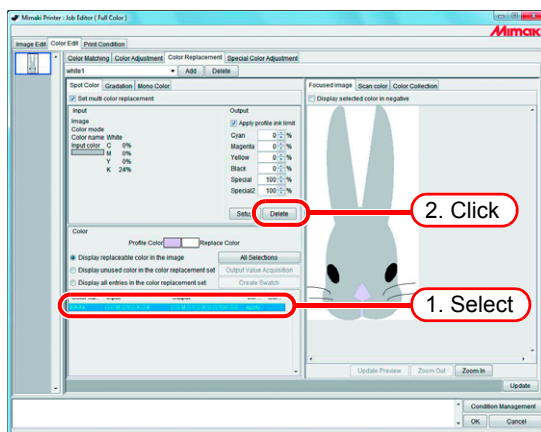 Mimaki Printer : Job Editor ( Full Color )
Mimaki
Image Edit Color Edit Print Condition
Color Matching Color Adjustment Color Replacement Special Color Adjustment
white1 Add Delete
Spot Color Gradation Mono Color
Set multi color replacement
Input
Image
Color mode
Color name White
Input color C 0%
M 0%
Y 0%
K 24%
Output
Apply profile ink limit
Cyan 0 %
Magenta 0 %
Yellow 0 %
Black 0 %
Special 100 %
Special2 100 %
Delete
Color
Profile Color Replace Color
Display replaceable color in the image All Selections
Display unused color in the color replacement set Output Value Acquisition
Display all entries in the color replacement set Create Swatch
Focused image Scan color Color Collection
Display selected color in negative
2. Click
1. Select
Update Preview Zoom Out Zoom In
Update
Condition Management
OK Cancel